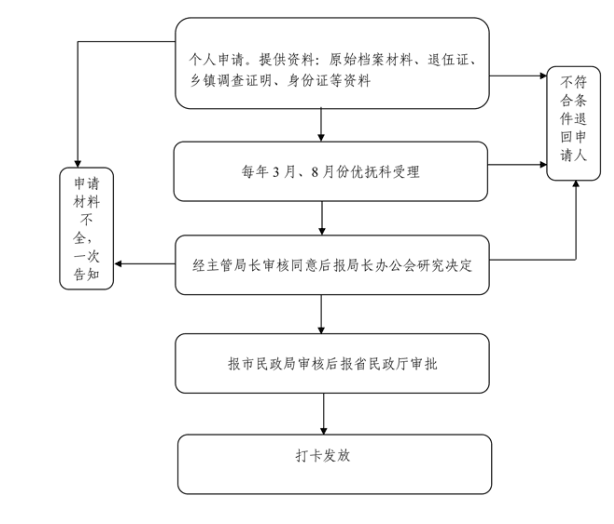 个人申请。提供资料：原始档案材料、退伍证、
乡镇调查证明、身份证等资料
不符
合条
件退
回申
请人
每年 3 月、8 月份优抚科受理
申请
材料
不
全，
一次
告知
经主管局长审核同意后报局长办公会研究决定
报市民政局审核后报省民政厅审批
打卡发放